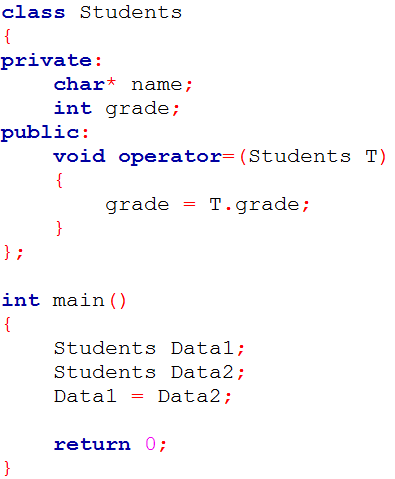 class Students
{
private:
    char* name;
    int grade;
public:
    void operator=(Students T)
    {
        grade = T.grade;
    }
};

int main()
{
    Students Data1;
    Students Data2;
    Data1 = Data2;

    return 0;
}